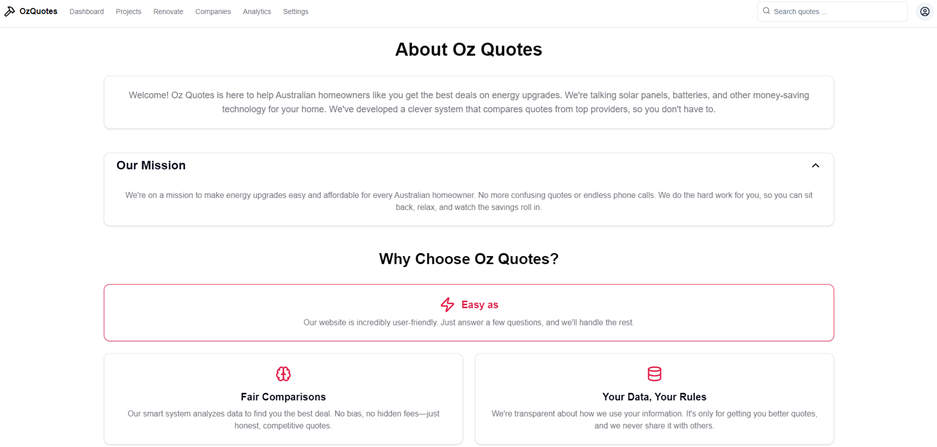 OzQuotes Dashboard Projects Renovate Companies Analytics Settings Search quotes ...
About Oz Quotes
Welcome! Oz Quotes is here to help Australian homeowners like you get the best deals on energy upgrades. We're talking solar panels, batteries, and other money-saving
technology for your home. We've developed a clever system that compares quotes from top providers, so you don't have to.
Our Mission
We're on a mission to make energy upgrades easy and affordable for every Australian homeowner. No more confusing quotes or endless phone calls. We do the hard work for you, so you can sit
back, relax, and watch the savings roll in.
Why Choose Oz Quotes?
Easy as
Our website is incredibly user-friendly. Just answer a few questions, and we'll handle the rest.
Fair Comparisons
Our smart system analyzes data to find you the best deal. No bias, no hidden fees—just
honest, competitive quotes.
Your Data, Your Rules
We're transparent about how we use your information. It's only for getting you better quotes,
and we never share it with others.